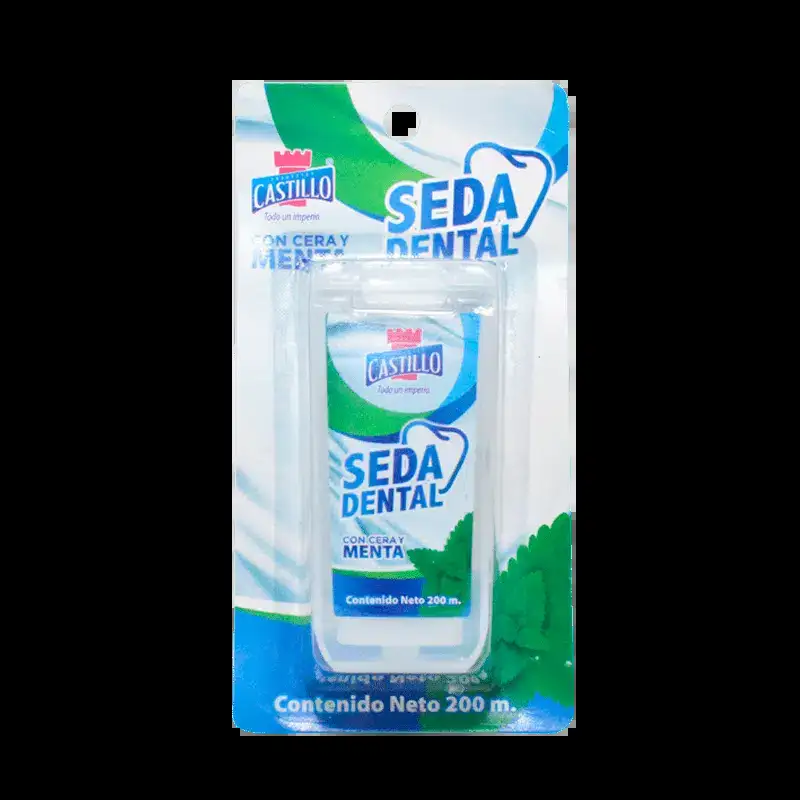 CASTILLO
®
Todo un imperio
SEDA
DENTAL
CON CERA Y
MENTA
CASTILLO
Todo un imperio
SEDA
DENTAL
CON CERA Y
MENTA
Contenido Neto 200 m.
Contenido Neto 200 m.